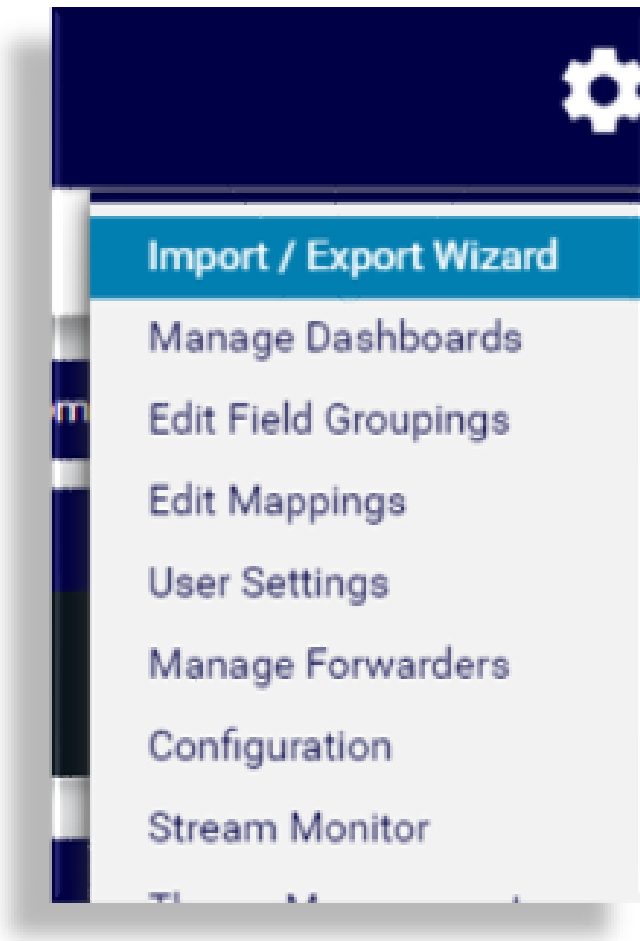 Import / Export Wizard
Manage Dashboards
Edit Field Groupings
Edit Mappings
User Settings
Manage Forwarders
Configuration
Stream Monitor